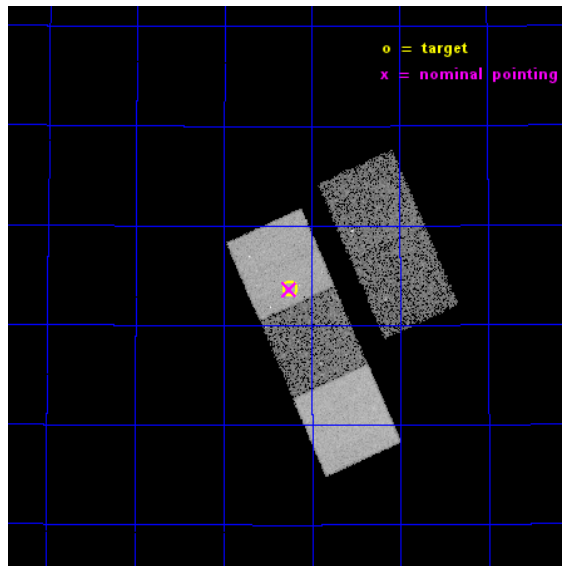 o = target
x = nominal pointing